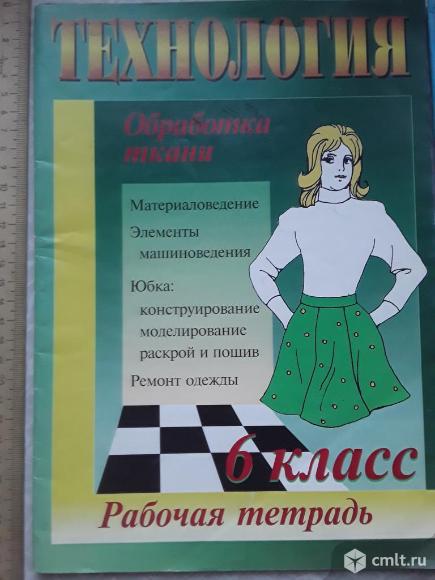 ТЕХНОЛОГИЯ
Обработка
ткани
Материаловедение
Элементы
машиноведения
Юбка:
конструирование
моделирование
раскрой и пошив
Ремонт одежды
6 класс
Рабочая тетрадь
cmlt.ru